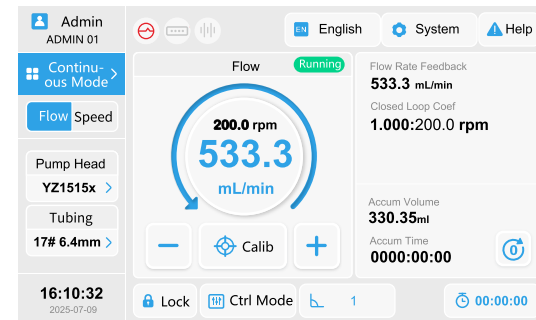 Admin
ADMIN 01
EN English
System
Help
Continu-
ous Mode
Flow Speed
Pump Head
YZ1515x
Tubing
17# 6.4mm
16:10:32
2025-07-09
Flow
Running
200.0 rpm
533.3
mL/min
Calib
Flow Rate Feedback
533.3 mL/min
Closed Loop Coef
1.000:200.0 rpm
Accum Volume
330.35ml
Accum Time
0000:00:00
0
Lock
Ctrl Mode
1
00:00:00